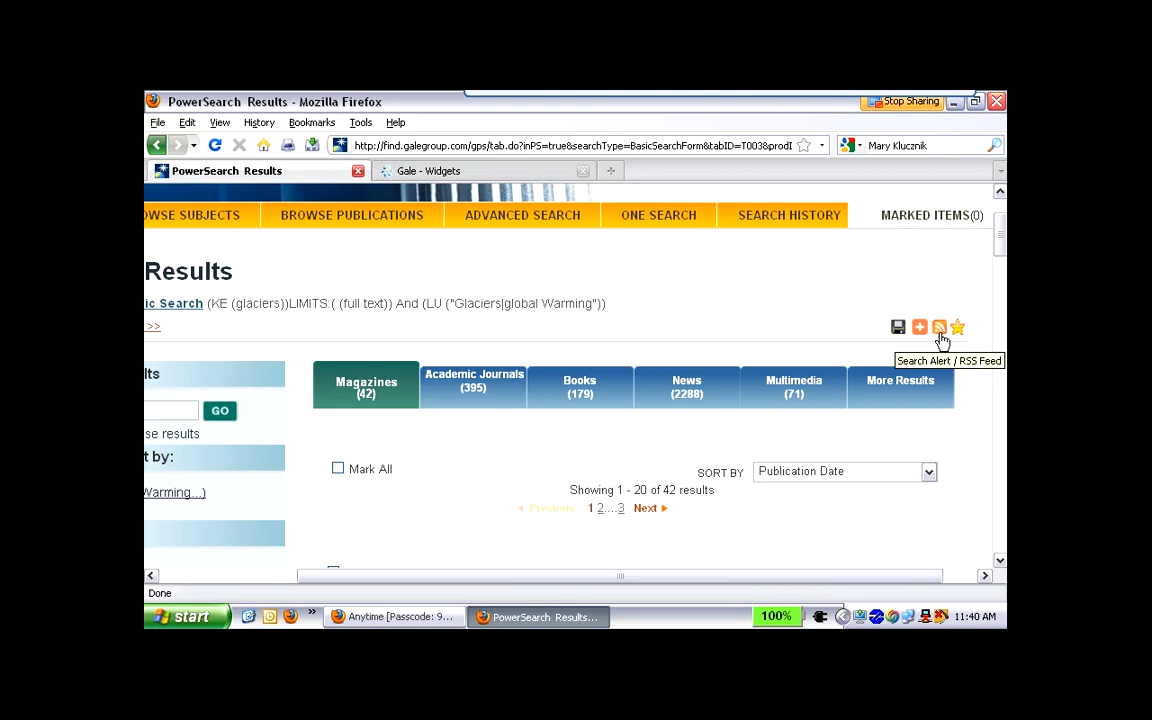 PowerSearch Results - Mozilla Firefox
Stop Sharing
File Edit View History Bookmarks Tools Help
http://find.galegroup.com/gps/tab.do?inPS=true&searchType=BasicSearchForm&tabID=T003&prodI
Mary Klucznik
PowerSearch Results
Gale - Widgets
OWSE SUBJECTS
BROWSE PUBLICATIONS
ADVANCED SEARCH
ONE SEARCH
SEARCH HISTORY
MARKED ITEMS(0)
Results
ic Search (KE (glaciers))LIMITS:( (full text)) And (LU ("Glaciers|global Warming"))
>>
Search Alert / RSS Feed
lts
Magazines
(42)
Academic Journals
(395)
Books
(179)
News
(2288)
Multimedia
(71)
More Results
GO
se results
t by:
Warming...)
Mark All
SORT BY Publication Date
Showing 1 - 20 of 42 results
Previous 1 2....3 Next
Done
start
Anytime [Passcode: 9...
PowerSearch Results...
100%
11:40 AM